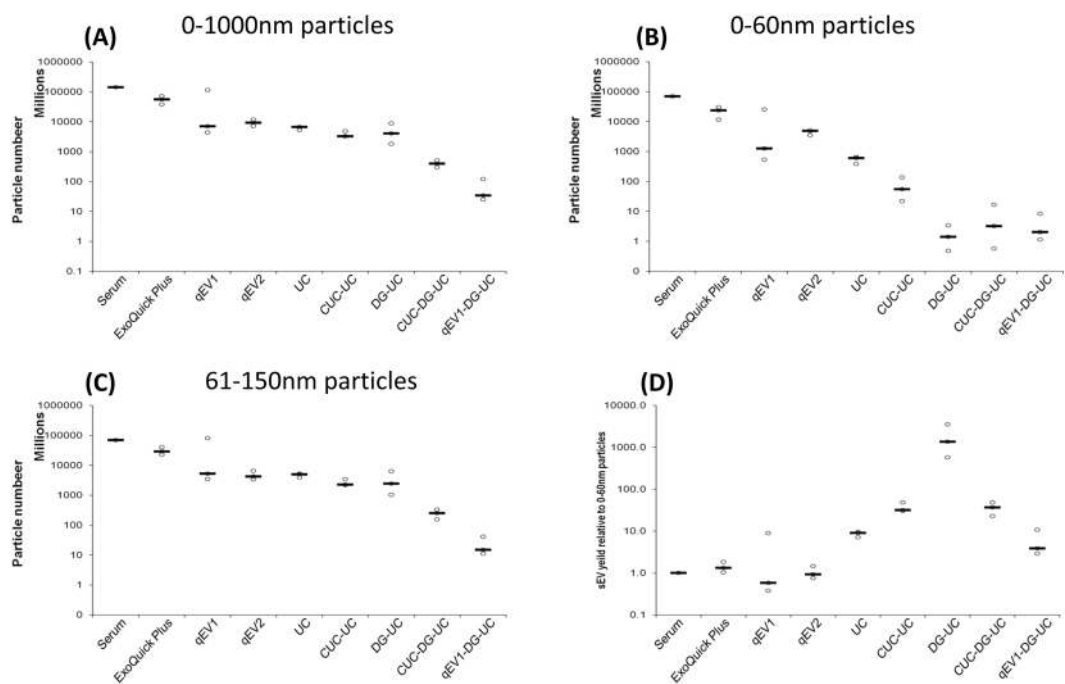 (A) 0-1000nm particles
Particle numbeer
Millions
1000000
100000
10000
1000
100
10
1
0.1
Serum
ExoQuick Plus
qEV1
qEV2
UC
CUC-UC
DG-UC
CUC-DG-UC
qEV1-DG-UC
(B) 0-60nm particles
Particle numbeer
Millions
1000000
100000
10000
1000
100
10
1
0
Serum
ExoQuick Plus
qEV1
qEV2
UC
CUC-UC
DG-UC
CUC-DG-UC
qEV1-DG-UC
(C) 61-150nm particles
Particle numbeer
Millions
1000000
100000
10000
1000
100
10
1
0
Serum
ExoQuick Plus
qEV1
qEV2
UC
CUC-UC
DG-UC
CUC-DG-UC
qEV1-DG-UC
(D)
sEV yeild relative to 0-60nm particles
10000.0
1000.0
100.0
10.0
1.0
0.1
Serum
ExoQuick Plus
qEV1
qEV2
UC
CUC-UC
DG-UC
CUC-DG-UC
qEV1-DG-UC